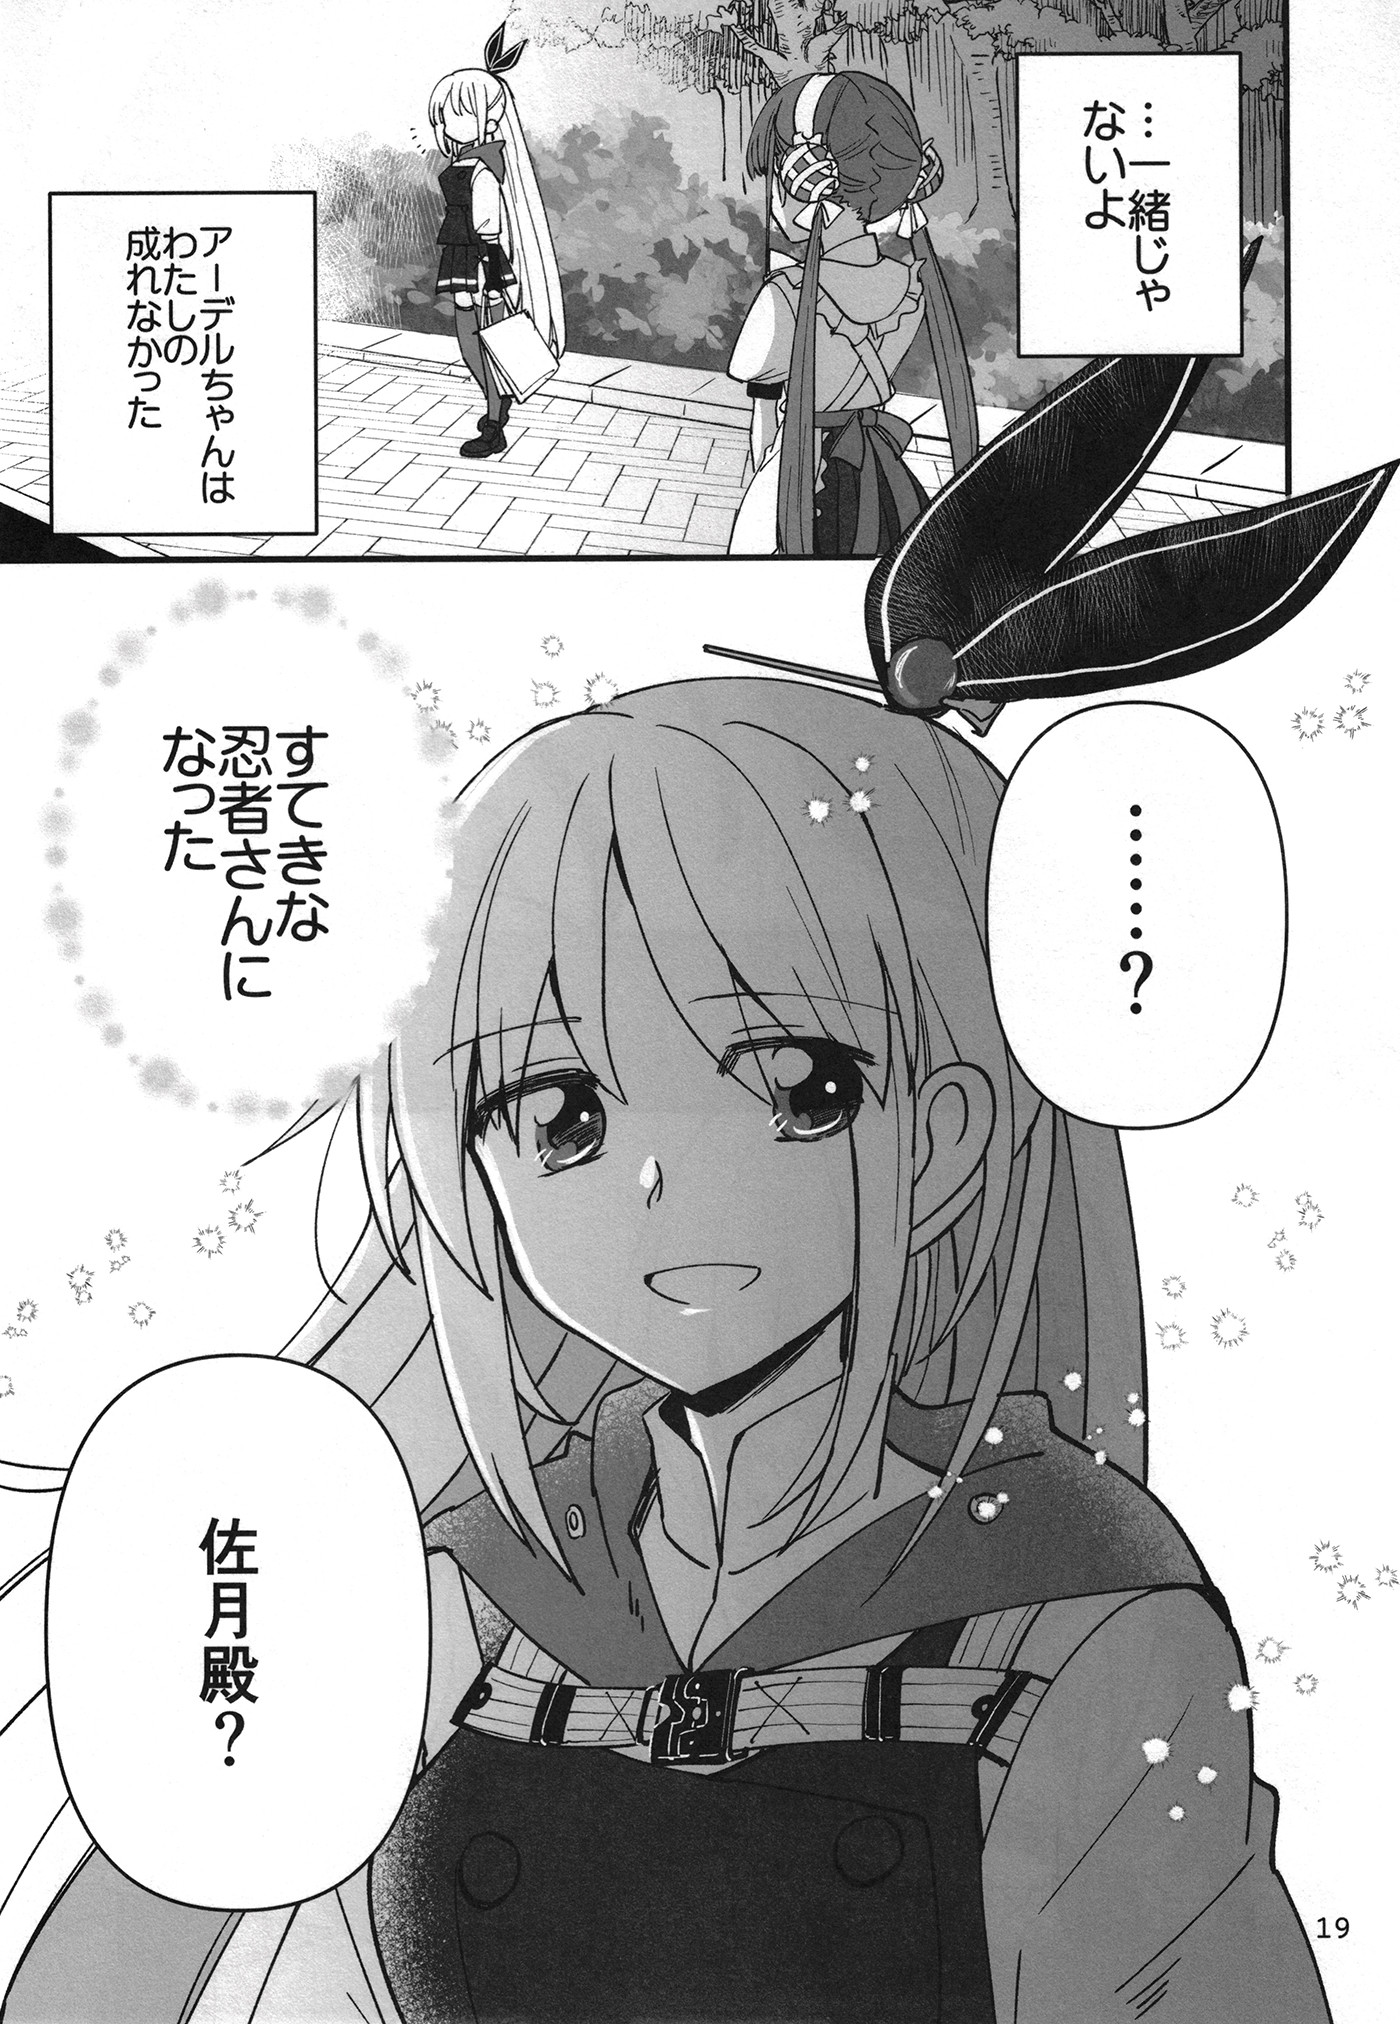 …一緒じゃ
ないよ
アーデルちゃんは
わたしの
成れなかった
すてきな
忍者さんに
なった
……？
佐月殿？
19